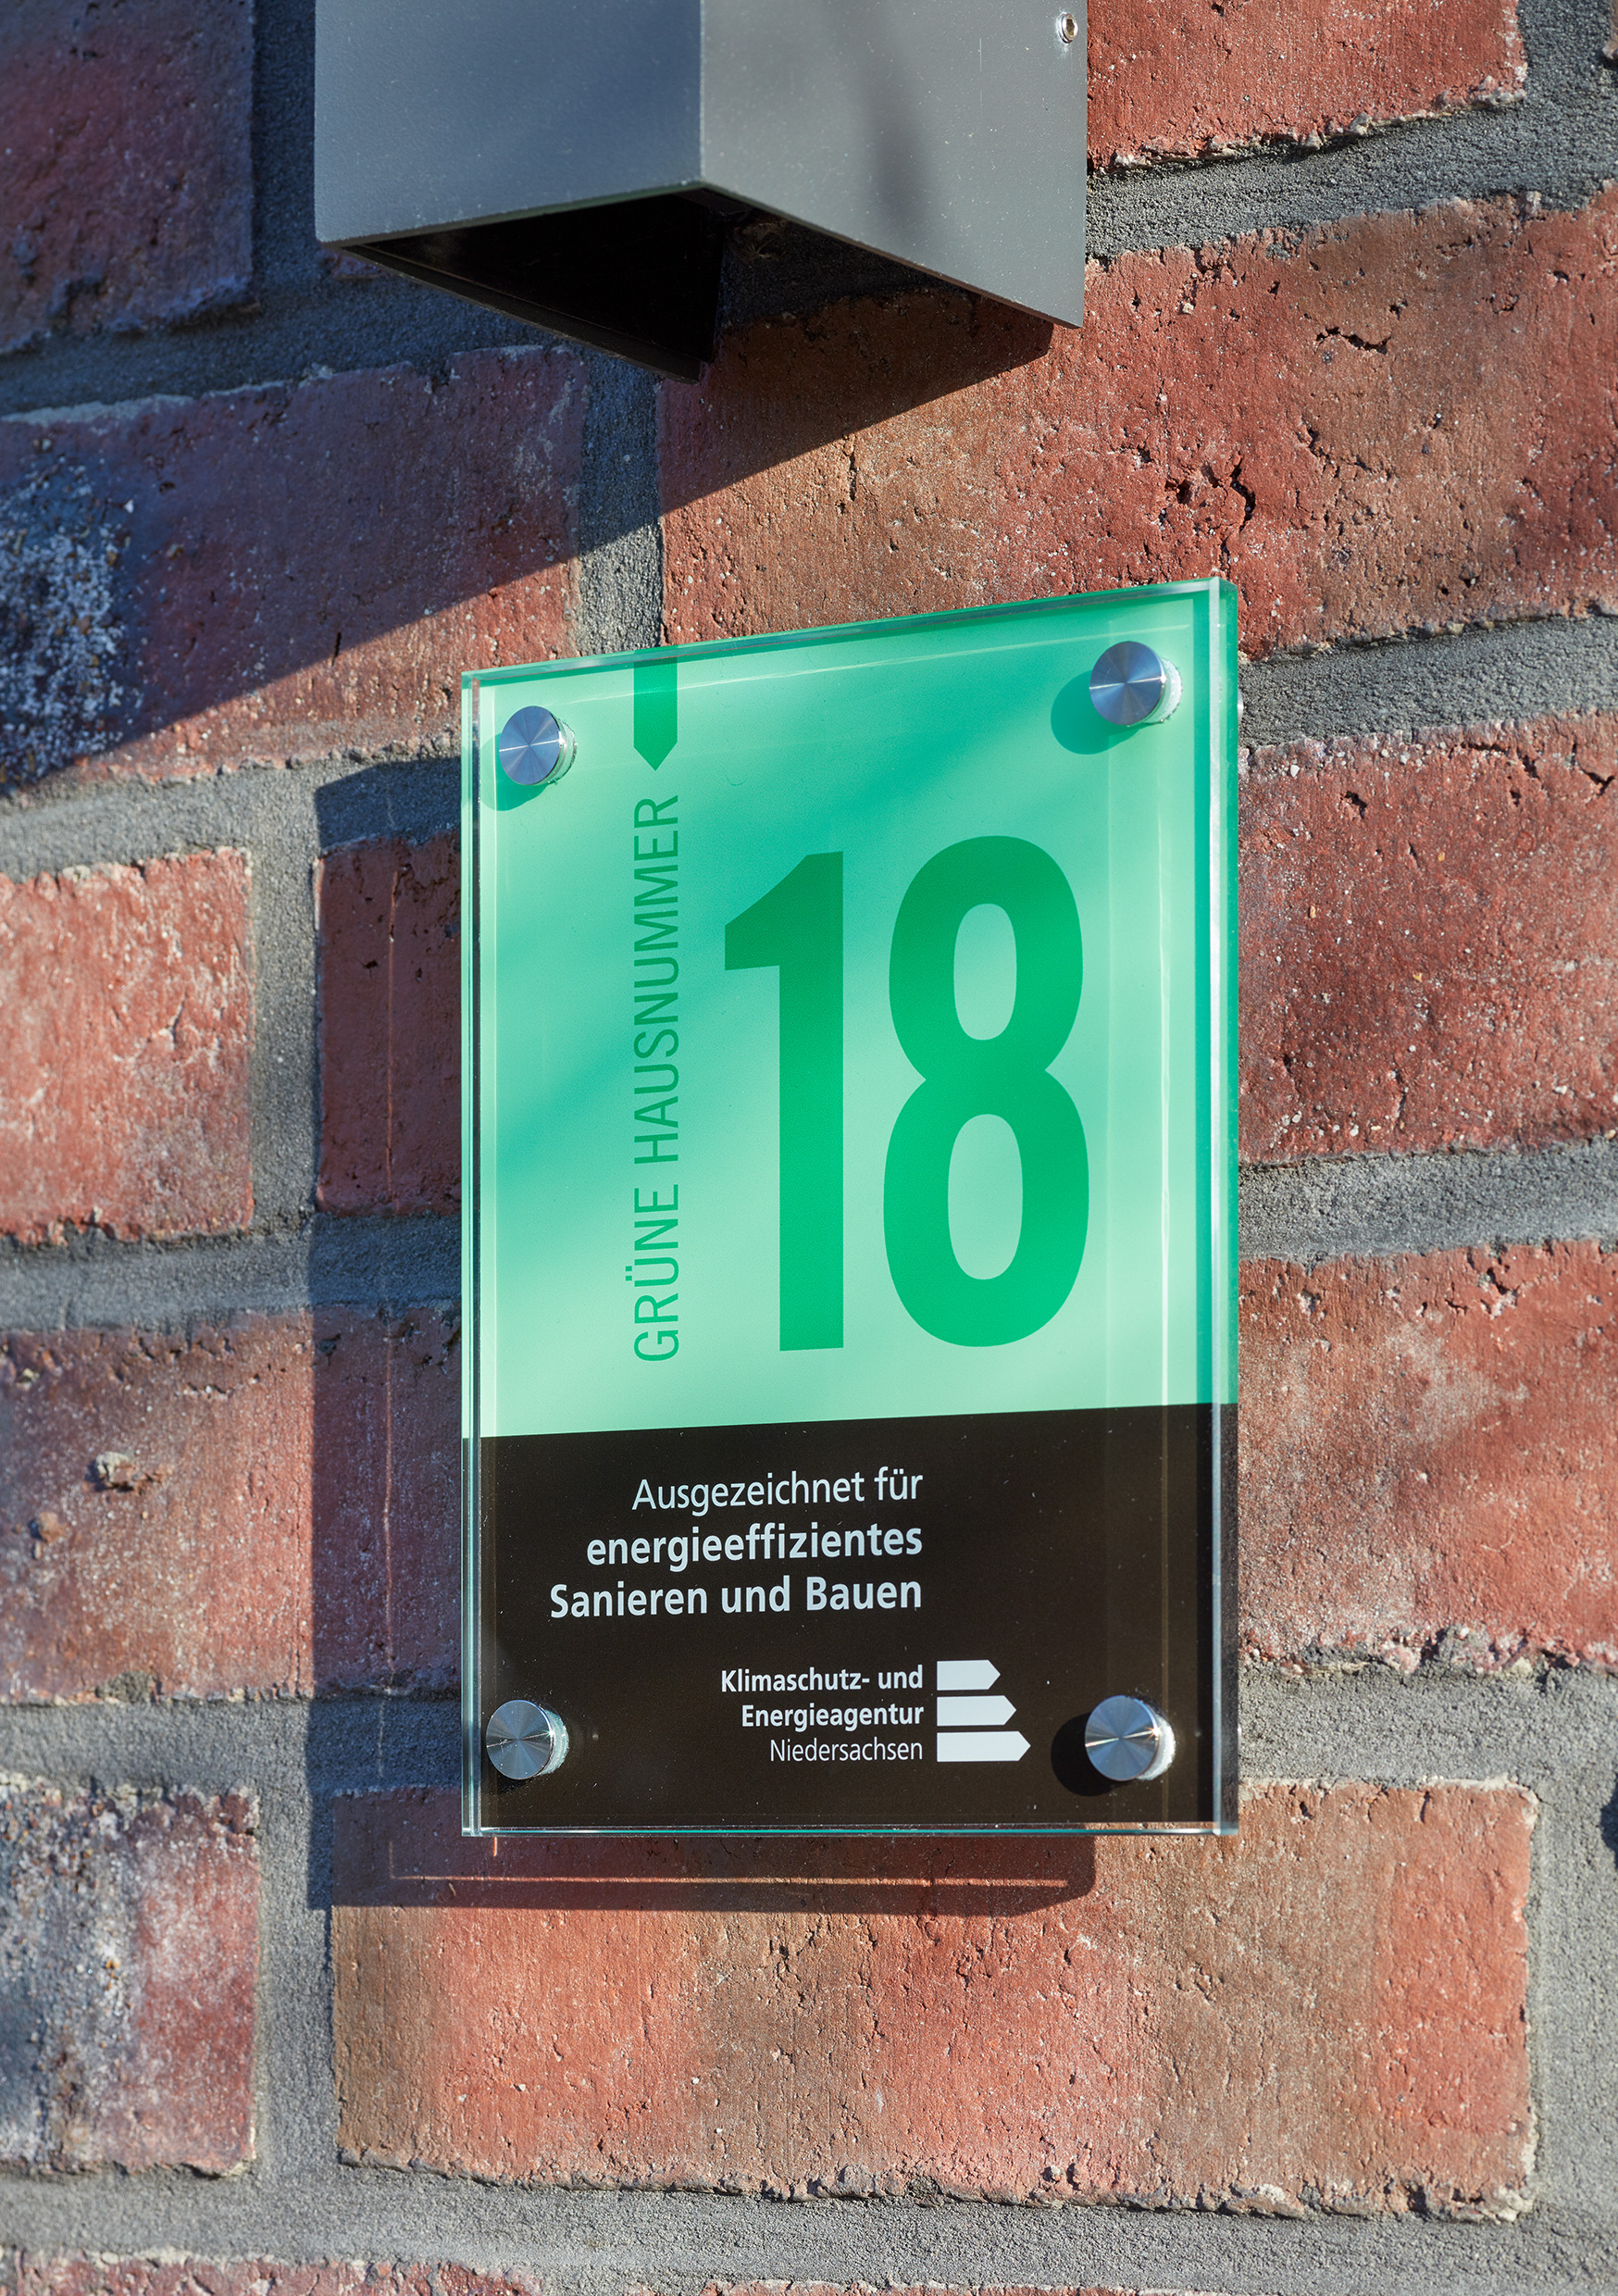 GRÜNE HAUSNUMMER
18
Ausgezeichnet für
energieeffizientes
Sanieren und Bauen
Klimaschutz- und
Energieagentur
Niedersachsen